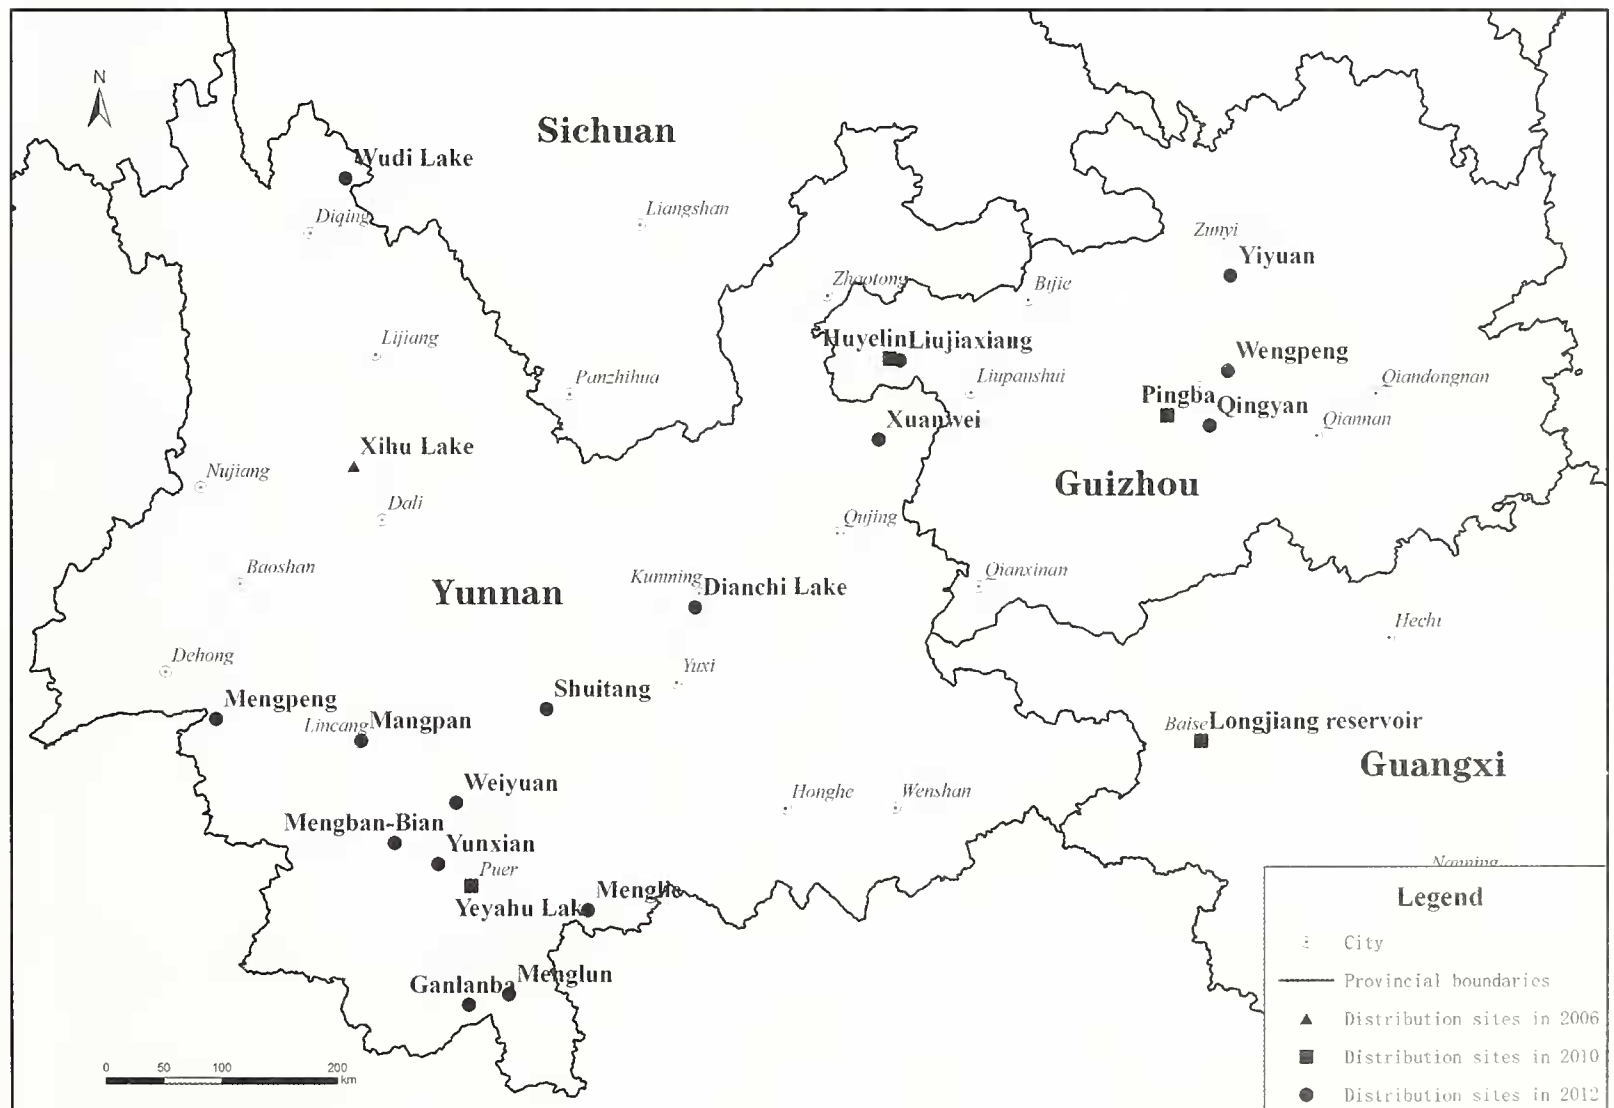 N
Sichuan
Wudi Lake
Diqing
Liangshan
Zunyi
Yiyuan
Zhaotong
Bijie
Lijiang
Huyelin
Liujiaxiang
Wengpeng
Panzhihua
Liupanshui
Qiandongnan
Pingba
Qingyan
Xuanwei
Qiannan
Xihu Lake
Nujiang
Guizhou
Dali
Qujing
Baoshan
Qianxinan
Yunnan
Kunming
Dianchi Lake
Hechi
Dehong
Yuxi
Shuitang
Mengpeng
Lincang
Mangpan
Baise
Longjiang reservoir
Guangxi
Weiyuan
Honghe
Wenshan
Mengban-Bian
Yunxian
Puer
Nanning
Yeyahu Lak
Menglie
Ganlanba
Menglun
Legend
City
Provincial boundaries
Distribution sites in 2006
Distribution sites in 2010
Distribution sites in 2012
0 50 100 200
km